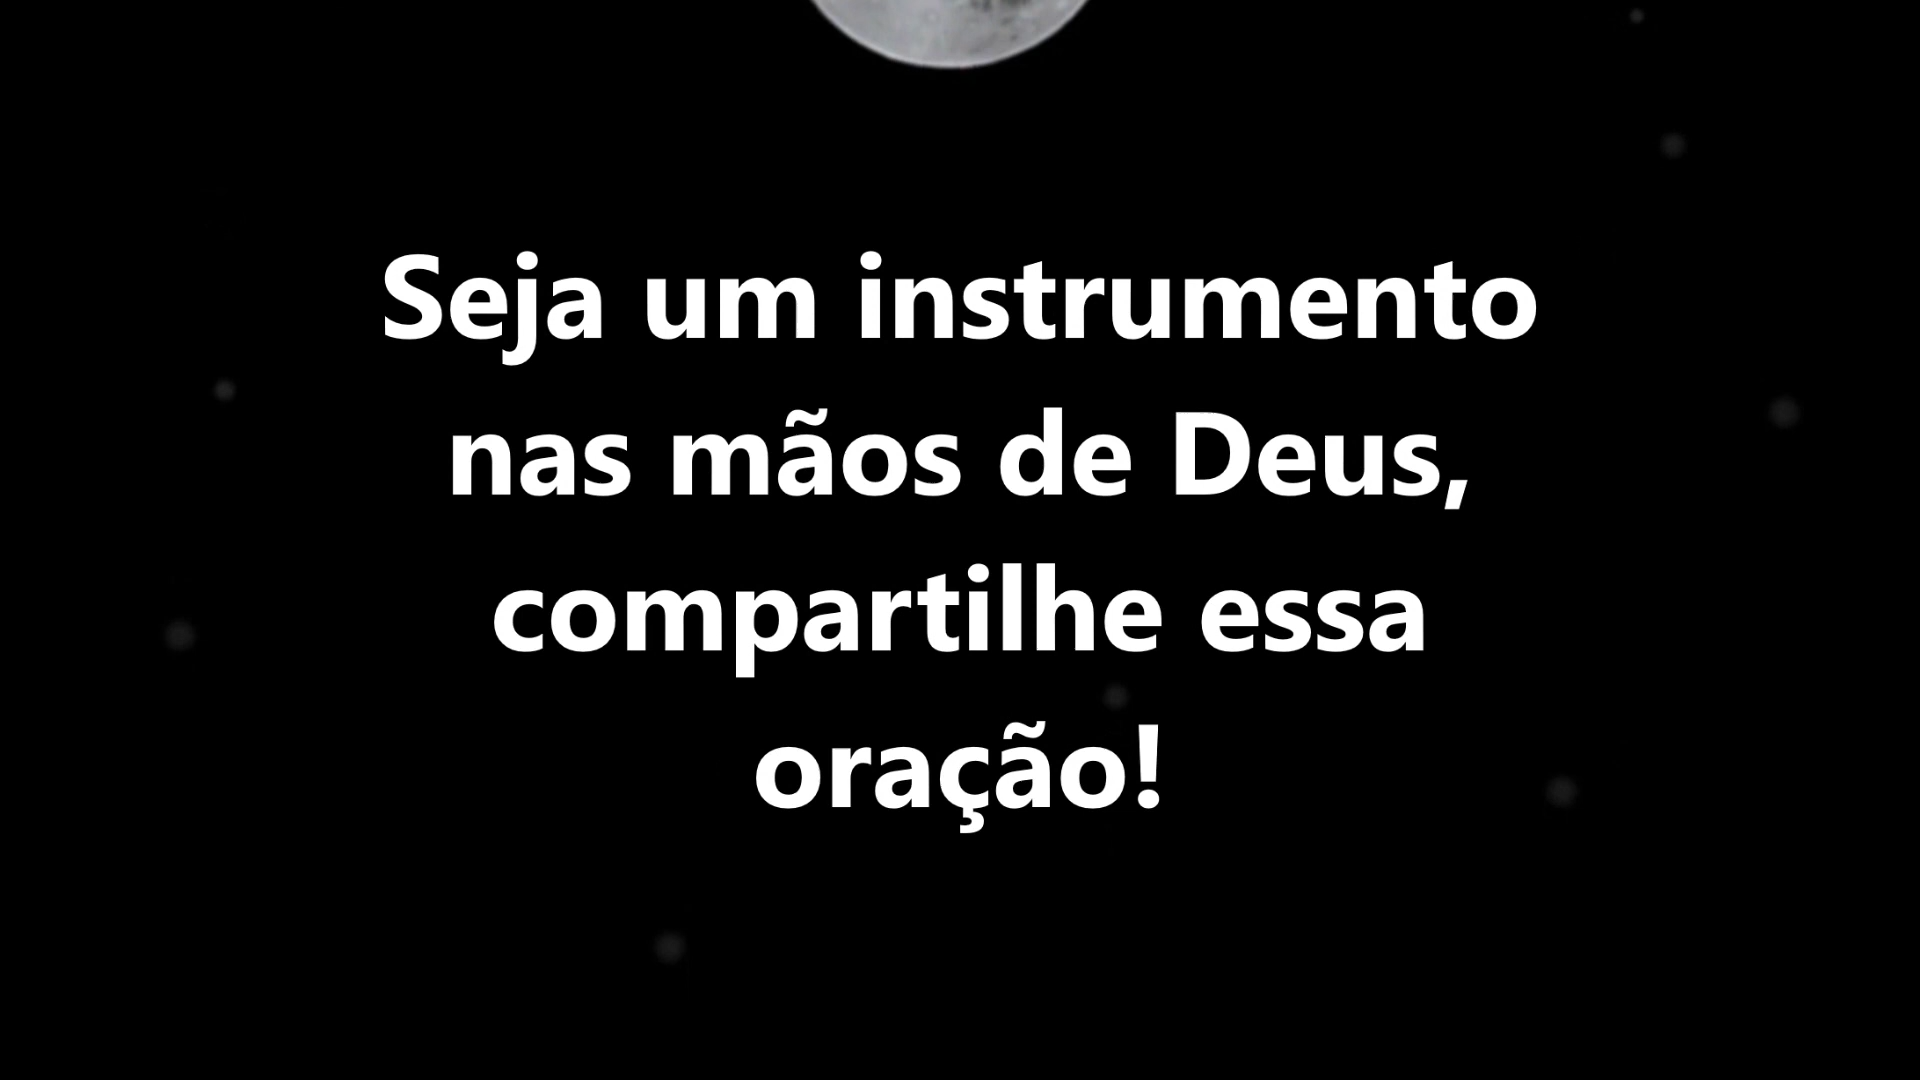 Seja um instrumento
nas mãos de Deus,
compartilhe essa
oração!